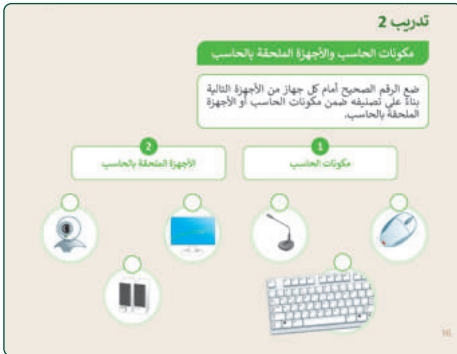 تدريب 2
مكونات الحاسب والأجهزة الملحقة بالحاسب
ضع الرقم الصحيح أمام كل جهاز من الأجهزة التالية
بناءً على تصنيفه ضمن مكونات الحاسب أو الأجهزة
الملحقة بالحاسب.
1
مكونات الحاسب
2
الأجهزة الملحقة بالحاسب